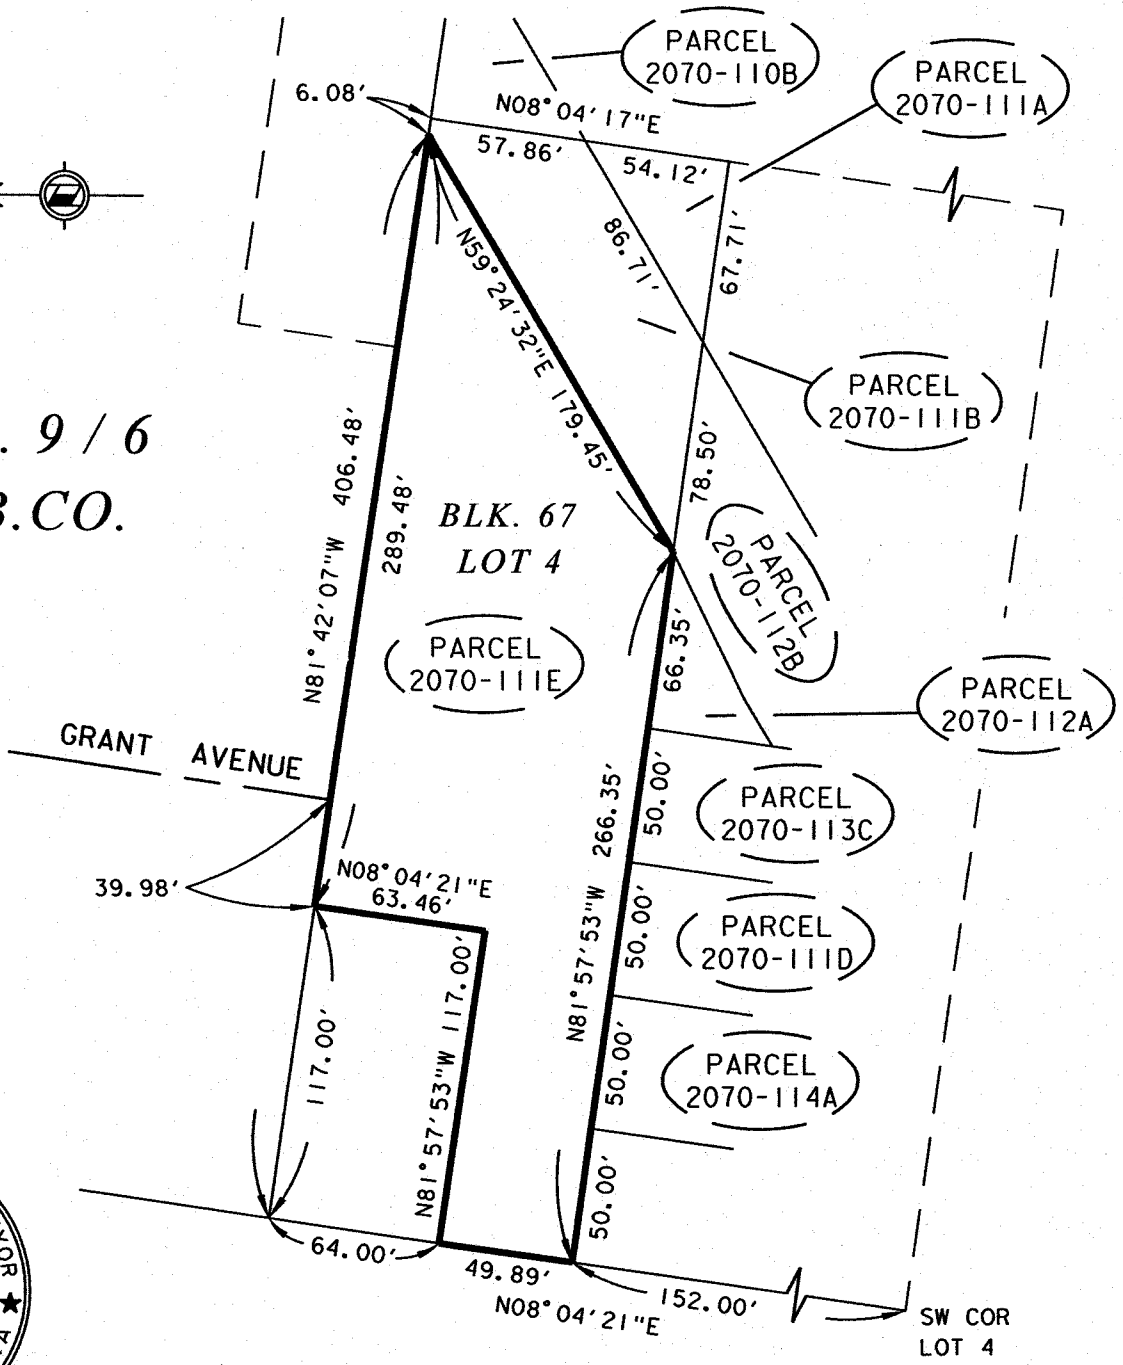 PARCEL
2070-110B
PARCEL
2070-111A
6.08'
N08°04'17"E
57.86'
54.12'
67.71'
86.71'
N59°24'32"E 179.45'
PARCEL
2070-111B
. 9 / 6
.CO.
N81°42'07"W 406.48'
289.48'
78.50'
BLK. 67
LOT 4
PARCEL
2070-112B
PARCEL
2070-111E
66.35'
PARCEL
2070-112A
GRANT AVENUE
50.00'
PARCEL
2070-113C
N81°57'53"W 266.35'
39.98'
N08°04'21"E
63.46'
50.00'
PARCEL
2070-111D
117.00'
N81°57'53"W 117.00'
50.00'
PARCEL
2070-114A
50.00'
64.00'
49.89'
N08°04'21"E
152.00'
SW COR
LOT 4
YOR ★